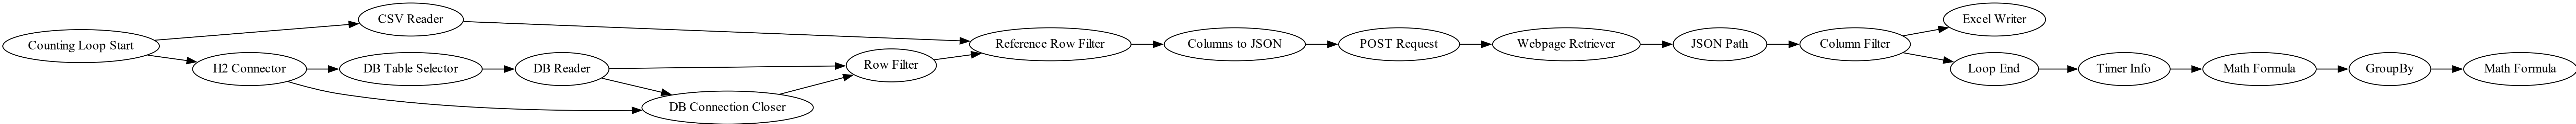 Counting Loop Start
CSV Reader
H2 Connector
DB Table Selector
DB Reader
DB Connection Closer
Row Filter
Reference Row Filter
Columns to JSON
POST Request
Webpage Retriever
JSON Path
Column Filter
Excel Writer
Loop End
Timer Info
Math Formula
GroupBy
Math Formula